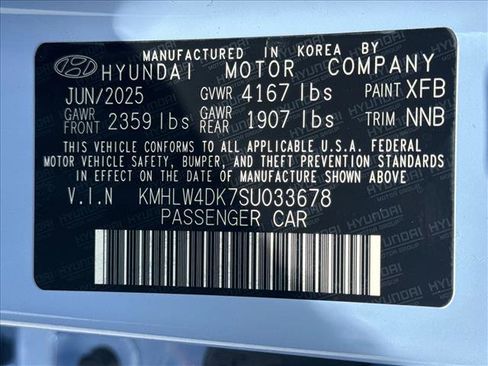 MANUFACTURED IN KOREA BY
HYUNDAI MOTOR COMPANY
JUN/2025 GVWR 4167 lbs PAINT XFB
GAWR FRONT 2359 lbs GAWR REAR 1907 lbs TRIM NNB
THIS VEHICLE CONFORMS TO ALL APPLICABLE U.S.A. FEDERAL
MOTOR VEHICLE SAFETY, BUMPER, AND THEFT PREVENTION STANDARDS
IN EFFECT ON THE DATE OF MANUFACTURE SHOWN ABOVE.
V.I.N KMHLW4DK7SU033678
PASSENGER CAR